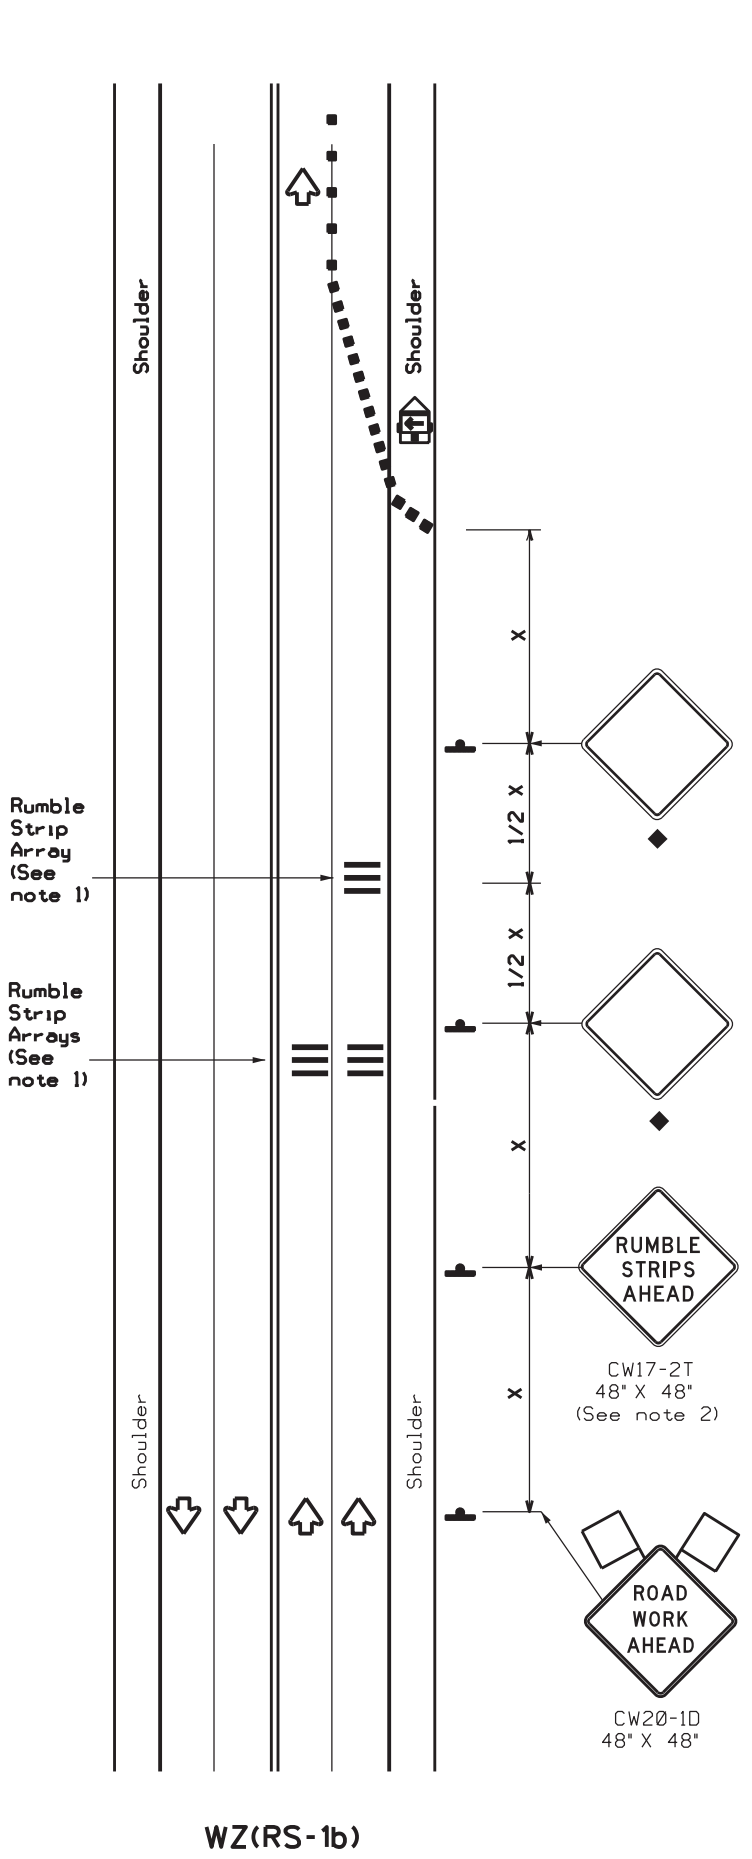 Shoulder
Shoulder
X
1/2 X
Rumble
Strip
Array
(See
note 1)
1/2 X
Rumble
Strip
Arrays
(See
note 1)
X
RUMBLE
STRIPS
AHEAD
CW17-2T
48" X 48"
(See note 2)
X
Shoulder
Shoulder
ROAD
WORK
AHEAD
CW20-1D
48" X 48"
WZ(RS-1b)